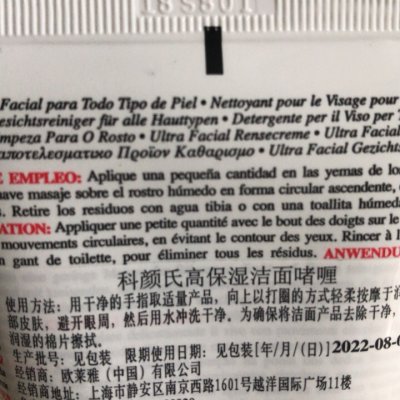 Facial para Todo Tipo de Piel • Nettoyant pour le Visage pour
esichtsreiniger für alle Hauttypen • Detergente per il Viso per T
mpeza Para O Rosto • Ultra Facial Rensecreme • Ultra Facial
αποτελεσματικο Προϊον Καθαρισμο • Ultra Facial Gezichts
E EMPLEO: Aplique una pequeña cantidad en las yemas de lo
ave masaje sobre el rostro húmedo en forma circular ascendente,
s. Retire los residuos con agua tibia o con una toallita húmeda
ATION: Appliquer une petite quantité avec le bout des doigts sur le
mouvements circulaires, en évitant le contour des yeux. Rincer à l
n gant de toilette, pour éliminer tous les résidus. ANWENDU
科颜氏高保湿洁面啫喱
使用方法: 用干净的手指取适量产品, 向上以打圈的方式轻柔按摩于润
部皮肤, 避开眼周, 然后用水冲洗干净。为确保将洁面产品去除干净,
润湿的棉片擦拭。
生产批号: 见包装 限期使用日期: 见包装[年/月/(日)] 2022-08-
经销商: 欧莱雅 (中国) 有限公司
经销商地址: 上海市静安区南京西路1601号越洋国际广场11楼